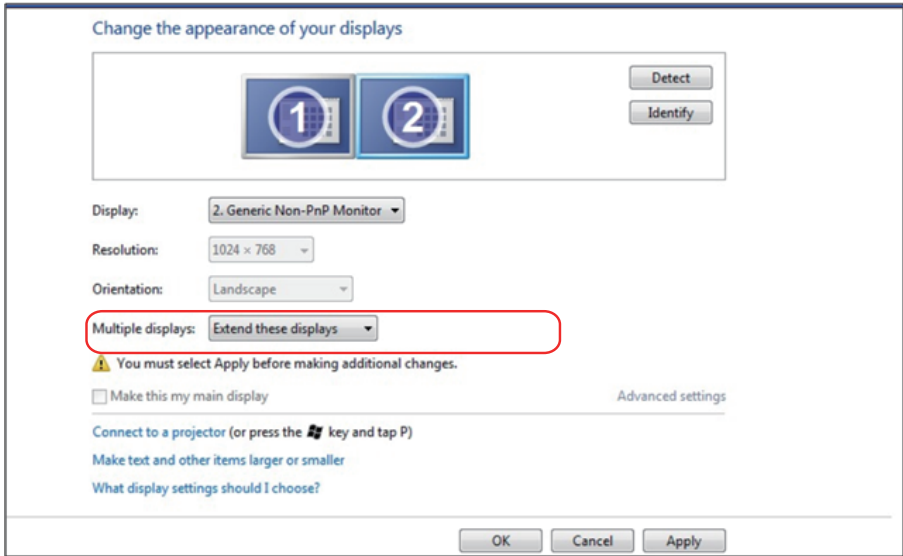 Change the appearance of your displays
1 2
Detect
Identify
Display: 2. Generic Non-PnP Monitor
Resolution: 1024 × 768
Orientation: Landscape
Multiple displays: Extend these displays
You must select Apply before making additional changes.
Make this my main display Advanced settings
Connect to a projector (or press the key and tap P)
Make text and other items larger or smaller
What display settings should I choose?
OK Cancel Apply